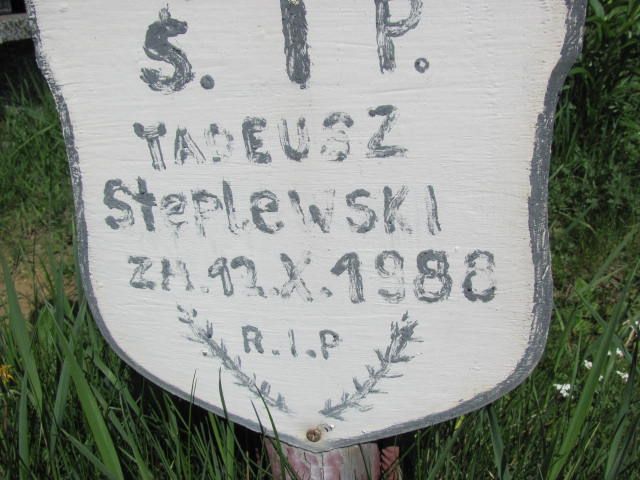 Ś. † P.
TADEUSZ
StepLEWSKI
ZM. 12. X. 1988
R.I.P